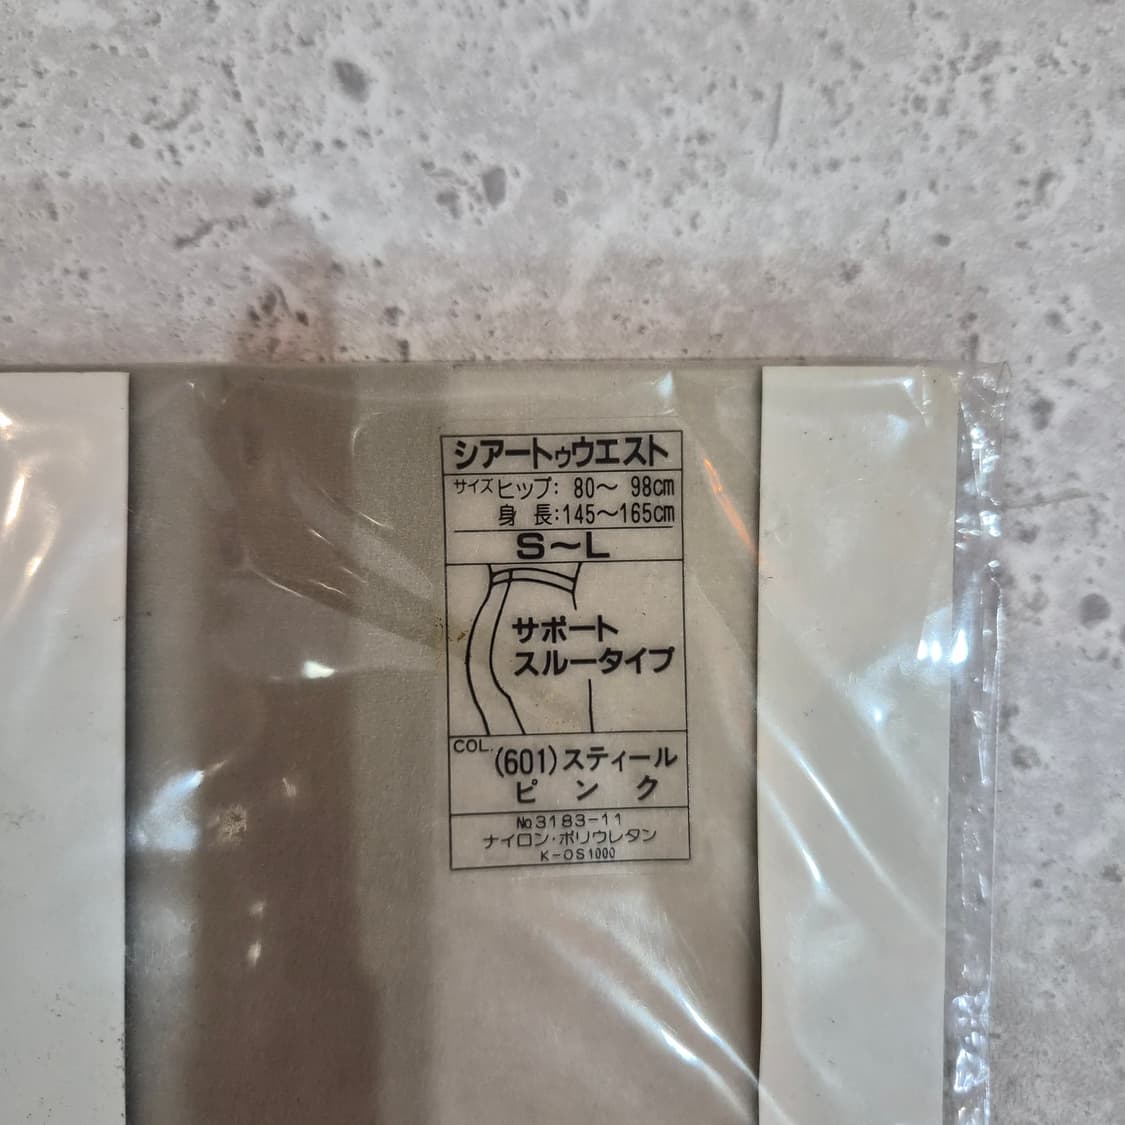 シアートゥウエスト
サイズ ヒップ: 80～ 98cm
身 長:145～165cm
S～L
サポート
スルータイプ
COL. (601)スティール
ピ ン ク
№3183-11
ナイロン・ポリウレタン
K-OS1000